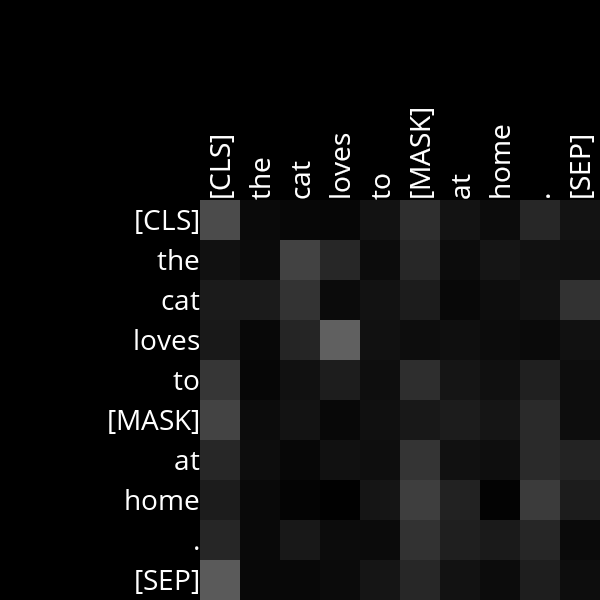 [CLS] the cat loves to [MASK] at home . [SEP]
[CLS]
the
cat
loves
to
[MASK]
at
home
.
[SEP]